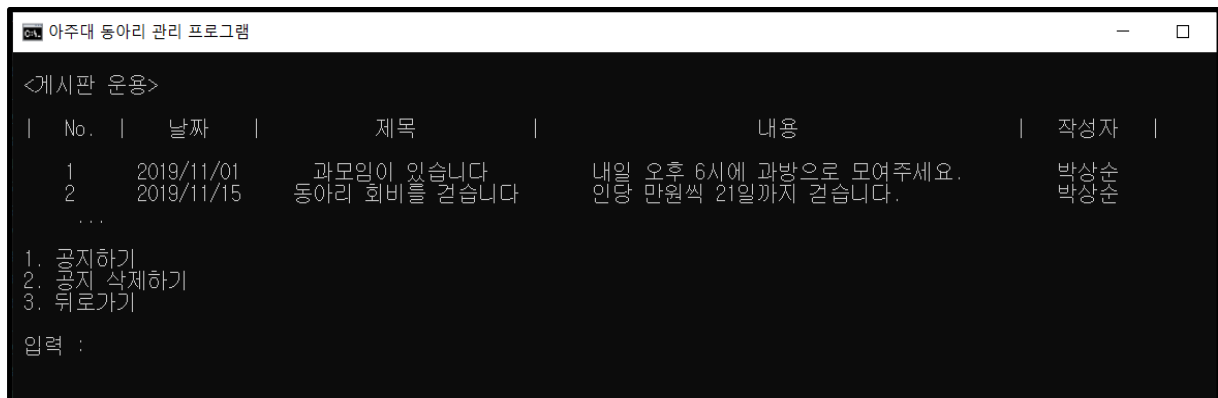 아주대 동아리 관리 프로그램
<게시판 운용>
| No. | 날짜 | 제목 | 내용 | 작성자 |
1 2019/11/01 과모임이 있습니다 내일 오후 6시에 과방으로 모여주세요.  박상순
2 2019/11/15 동아리 회비를 걷습니다 인당 만원씩 21일까지 걷습니다. 박상순
...
1. 공지하기
2. 공지 삭제하기
3. 뒤로가기
입력 :